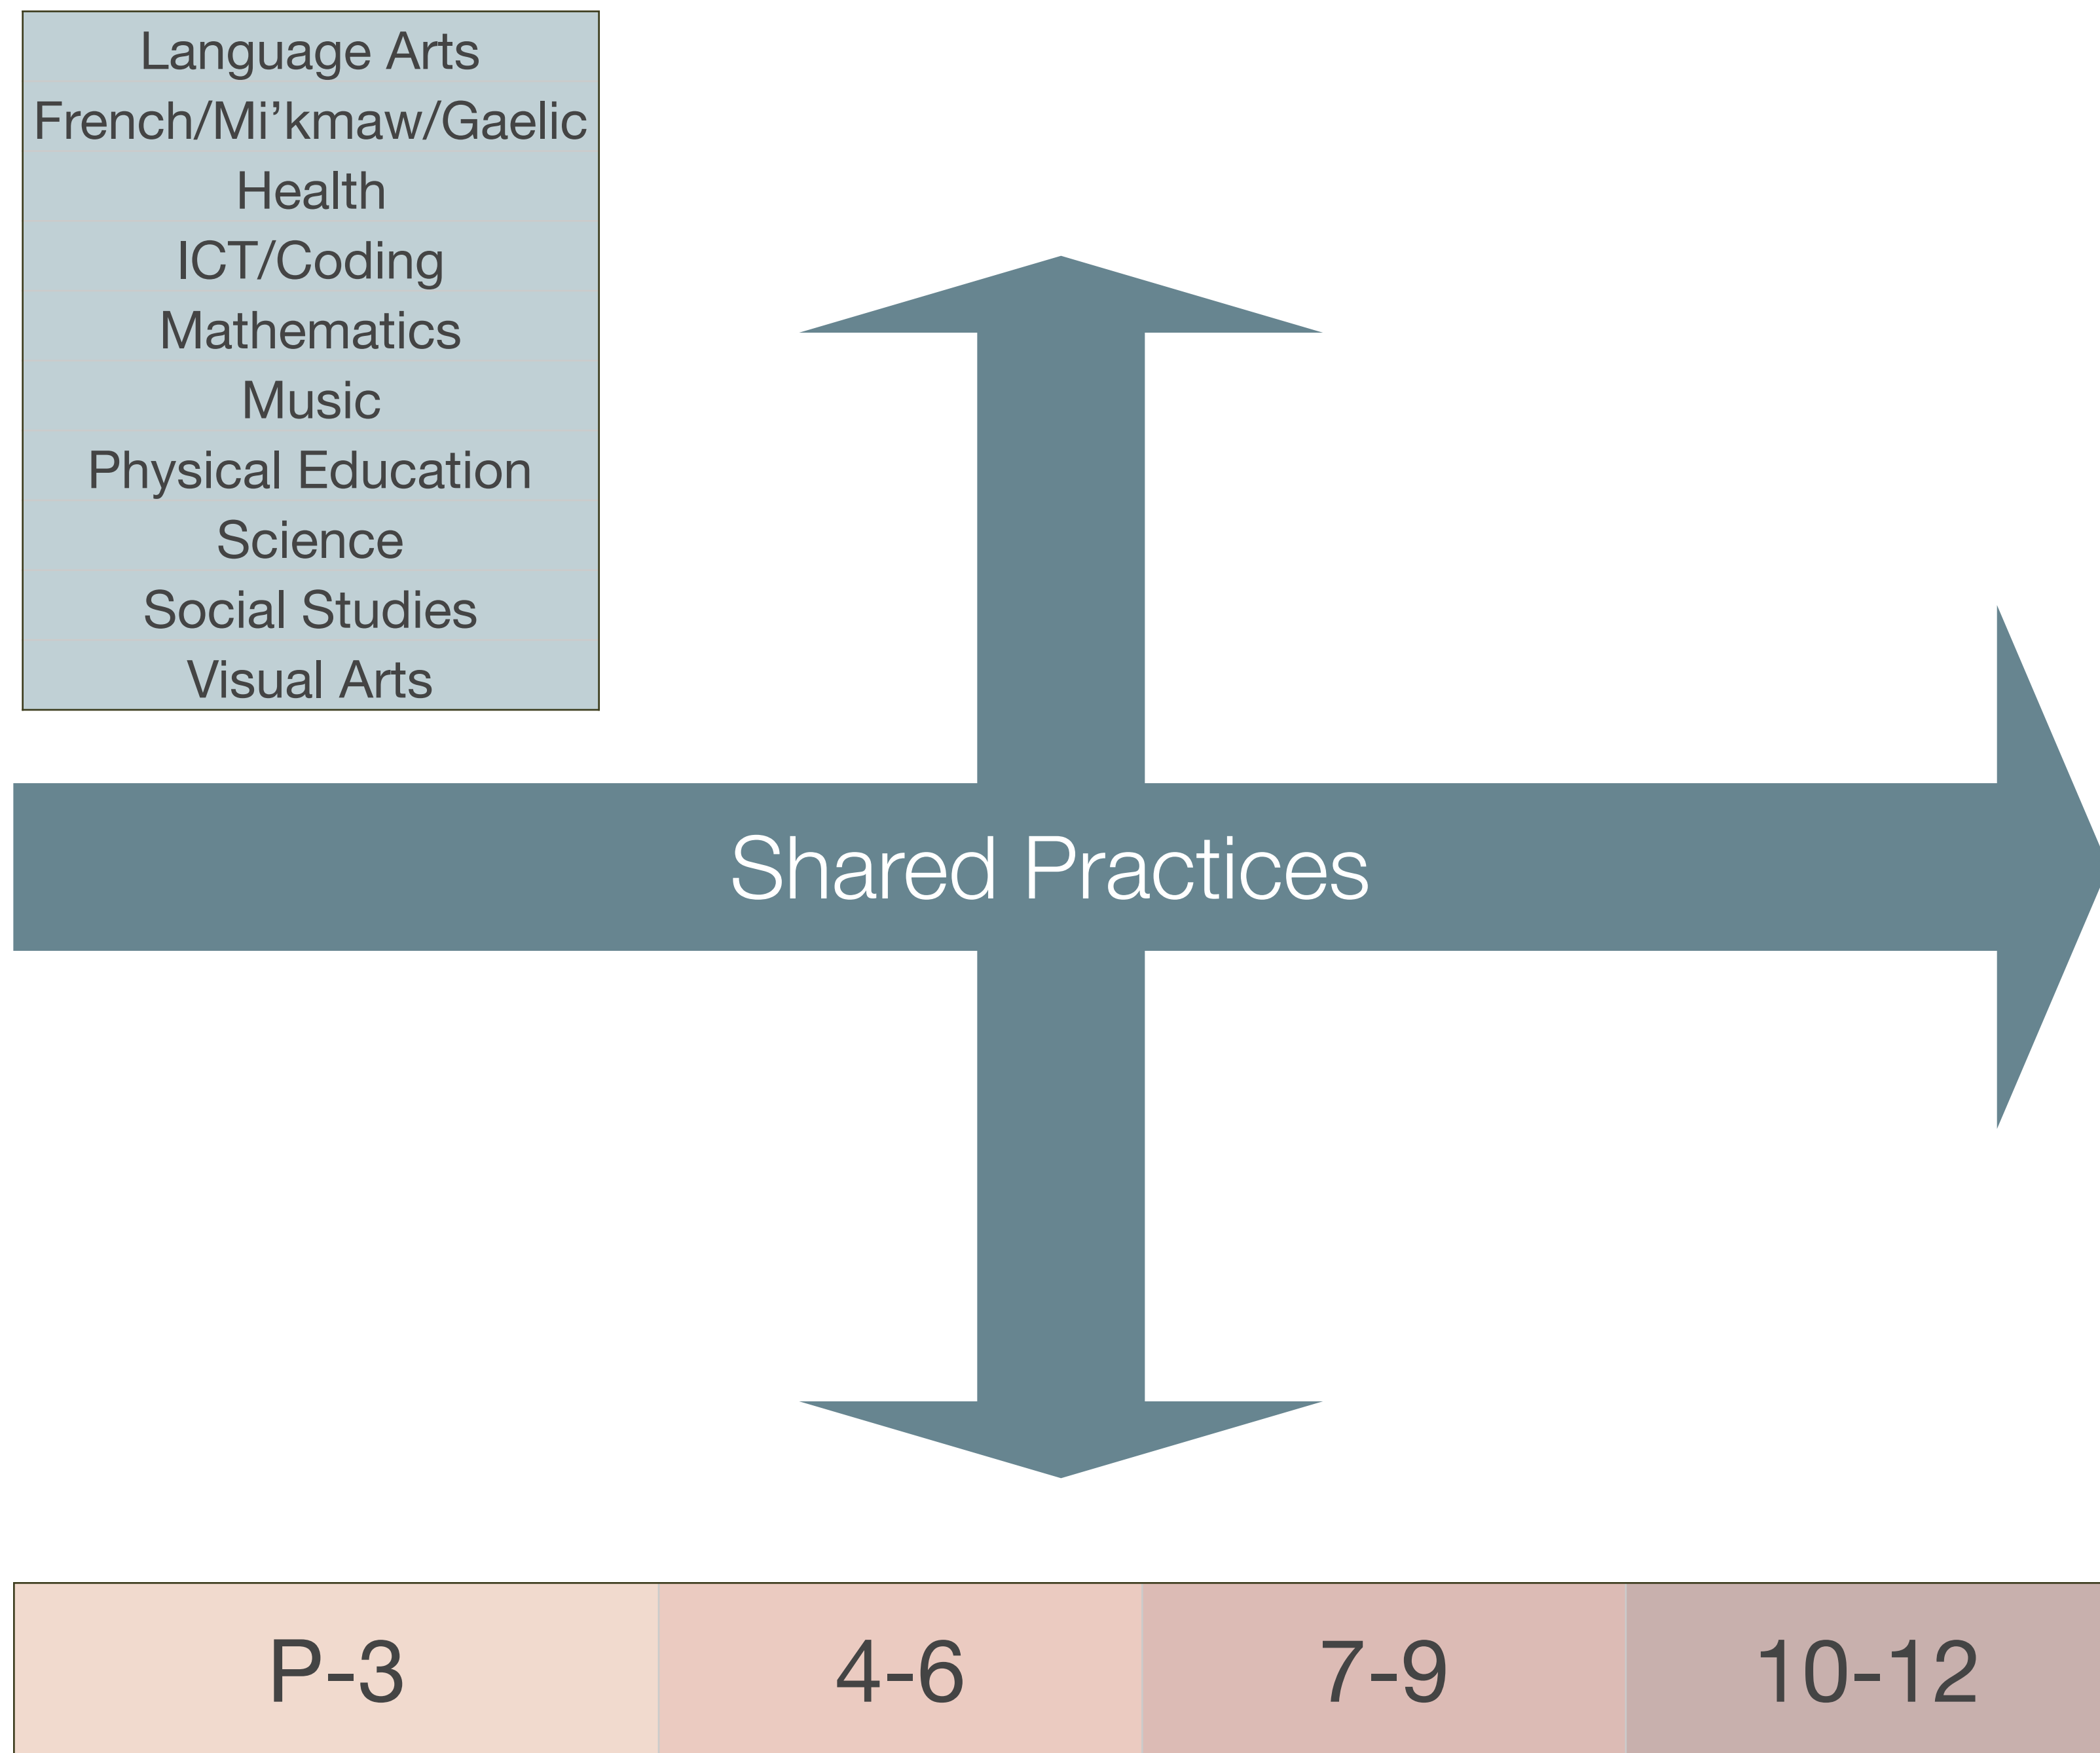 Language Arts
French/Mi’kmaw/Gaelic
Health
ICT/Coding
Mathematics
Music
Physical Education
Science
Social Studies
Visual Arts
Shared Practices
P-3
4-6
7-9
10-12